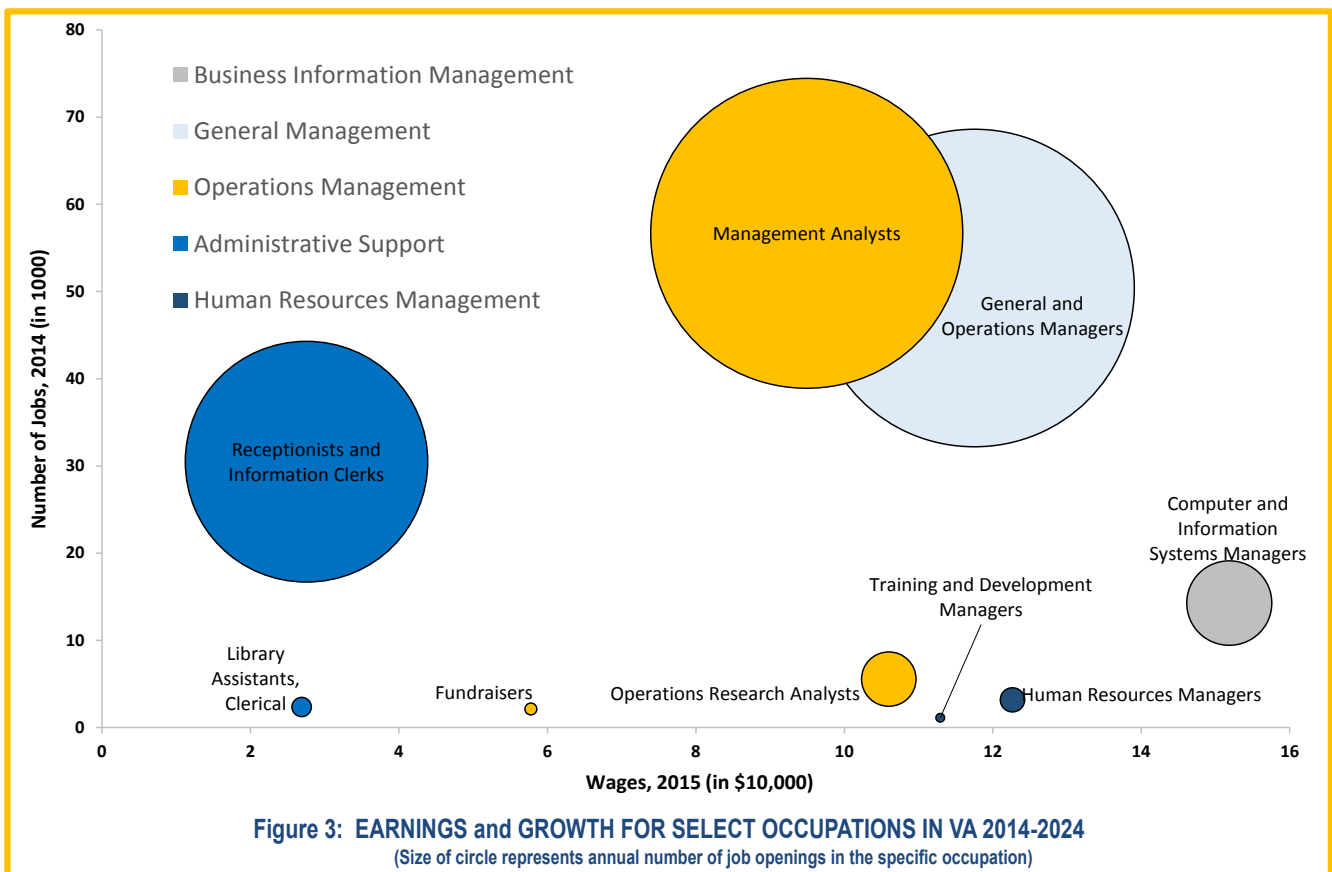 80
70
60
50
40
30
20
10
0
Number of Jobs, 2014 (in 1000)
Business Information Management
General Management
Operations Management
Administrative Support
Human Resources Management
Management Analysts
General and
Operations Managers
Receptionists and
Information Clerks
Computer and
Information
Systems Managers
Training and Development
Managers
Library
Assistants,
Clerical
Fundraisers
Operations Research Analysts
Human Resources Managers
0 2 4 6 8 10 12 14 16
Wages, 2015 (in $10,000)
Figure 3: EARNINGS and GROWTH FOR SELECT OCCUPATIONS IN VA 2014-2024
(Size of circle represents annual number of job openings in the specific occupation)